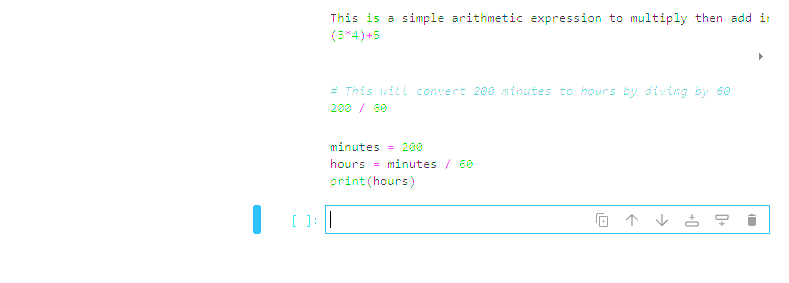 This is a simple arithmetic expression to multiply then add in
(3*4)+5
# This will convert 200 minutes to hours by diving by 60
200 / 60
minutes = 200
hours = minutes / 60
print(hours)
[ ]: